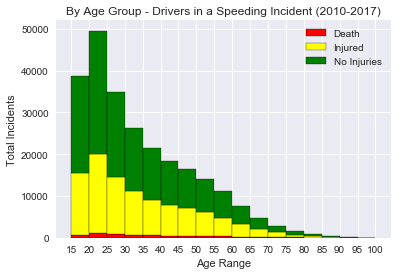 By Age Group - Drivers in a Speeding Incident (2010-2017)
Death
Injured
No Injuries
50000
40000
30000
20000
10000
0
Total Incidents
15 20 25 30 35 40 45 50 55 60 65 70 75 80 85 90 95 100
Age Range